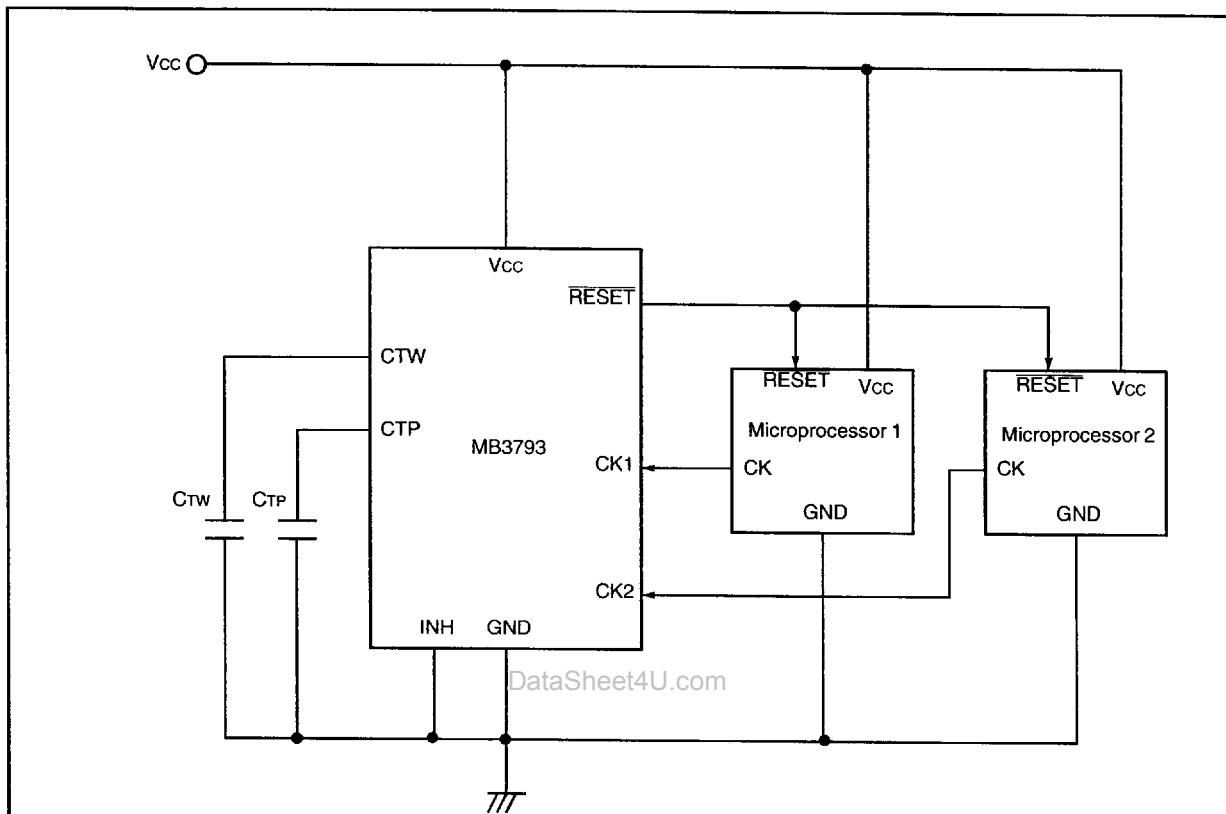 Vcc
Vcc
RESET
CTW
RESET
Vcc
RESET
Vcc
CTP
MB3793
Microprocessor 1
Microprocessor 2
CK1
CK
CK
CTW
CTP
GND
GND
CK2
INH
GND
DataSheet4U.com